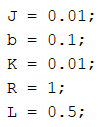 J = 0.01;
b = 0.1;
K = 0.01;
R = 1;
L = 0.5;